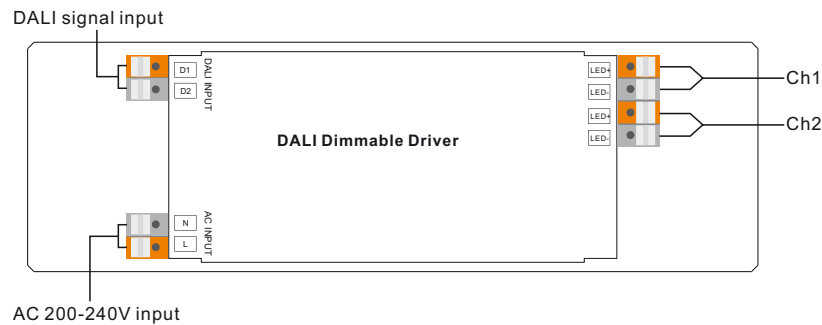 DALI signal input
D1
D2
DALI INPUT
LED+
LED-
LED+
LED-
Ch1
Ch2
DALI Dimmable Driver
N
L
AC INPUT
AC 200-240V input